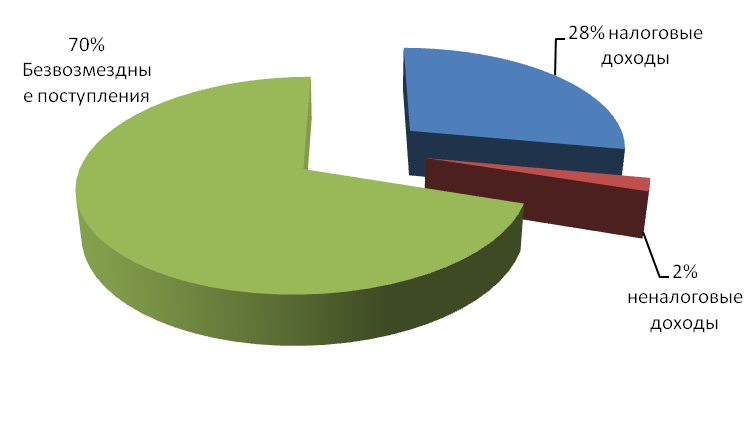 70%
Безвозмездны
е поступления
28% налоговые
доходы
2%
неналоговые
доходы